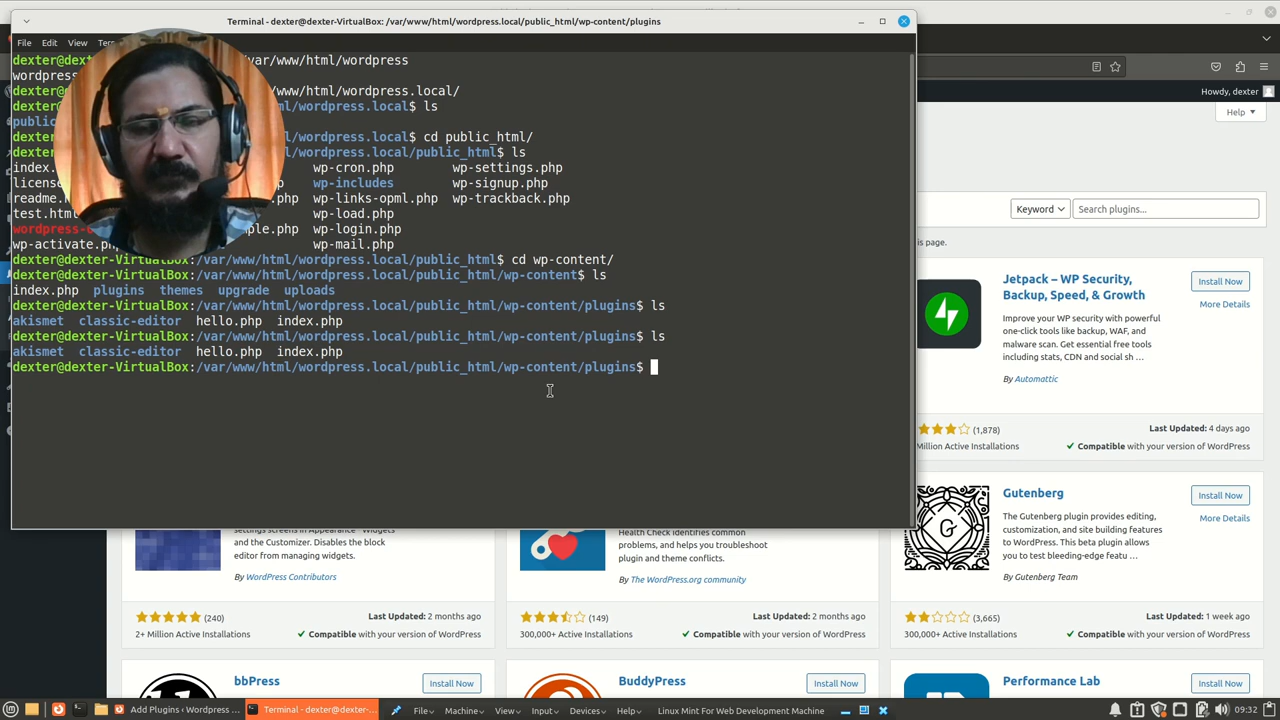 Terminal - dexter@dexter-VirtualBox: /var/www/html/wordpress.local/public_html/wp-content/plugins
File Edit View
dexter@de /var/www/html/wordpress
wordpress
dexter@de /www/html/wordpress.local/
dexter@de html/wordpress.local$ ls
public
dexter@de html/wordpress.local$ cd public_html/
dexter@de html/wordpress.local/public_html$ ls
index. wp-cron.php wp-settings.php
license wp-includes wp-signup.php
readme.h .php wp-links-opml.php wp-trackback.php
test.html wp-load.php
wordpress- .php wp-login.php
wp-activate.php wp-mail.php
dexter@dexter-VirtualBox:/var/www/html/wordpress.local/public_html$ cd wp-content/
dexter@dexter-VirtualBox:/var/www/html/wordpress.local/public_html/wp-content$ ls
index.php plugins themes upgrade uploads
dexter@dexter-VirtualBox:/var/www/html/wordpress.local/public_html/wp-content/plugins$ ls
akismet classic-editor hello.php index.php
dexter@dexter-VirtualBox:/var/www/html/wordpress.local/public_html/wp-content/plugins$ ls
akismet classic-editor hello.php index.php
dexter@dexter-VirtualBox:/var/www/html/wordpress.local/public_html/wp-content/plugins$
Howdy, dexter
Help
Keyword Search plugins...
is page.
Jetpack – WP Security, Backup, Speed, & Growth
Install Now
More Details
Improve your WP security with powerful
one-click tools like backup, WAF, and
malware scan. Get essential free tools
including stats, CDN and social sh …
By Automattic
(1,878) Last Updated: 4 days ago
Million Active Installations Compatible with your version of WordPress
Gutenberg
Install Now
More Details
The Gutenberg plugin provides editing,
customization, and site building features
to WordPress. This beta plugin allows
you to test bleeding-edge featu …
By Gutenberg Team
and the Customizer. Disables the block
editor from managing widgets.
By WordPress Contributors
Health Check identifies common
problems, and helps you troubleshoot
plugin and theme conflicts.
By The WordPress.org community
(240) Last Updated: 2 months ago
2+ Million Active Installations Compatible with your version of WordPress
(149) Last Updated: 2 months ago
300,000+ Active Installations Compatible with your version of WordPress
(3,665) Last Updated: 1 week ago
300,000+ Active Installations Compatible with your version of WordPress
bbPress Install Now
BuddyPress Install Now
Performance Lab Install Now
Add Plugins ‹ Wordpress ... Terminal - dexter@dexter-... File Machine View Input Devices Help Linux Mint For Web Development Machine 09:32